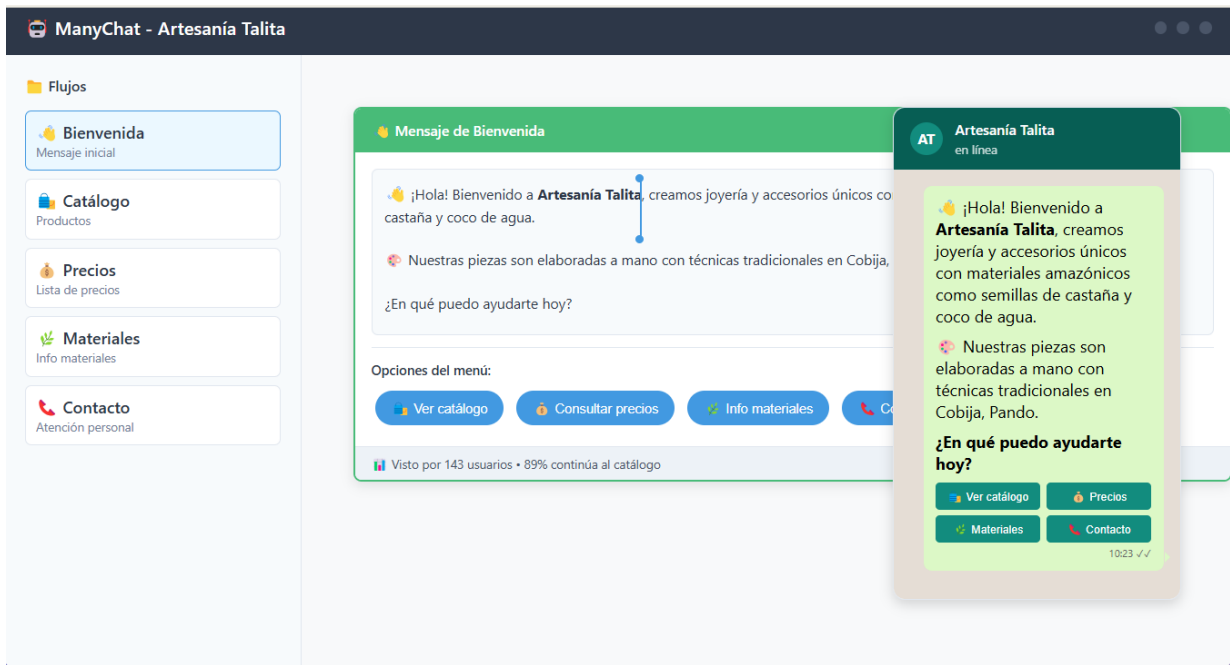 ManyChat - Artesanía Talita
Flujos
Bienvenida
Mensaje inicial
Catálogo
Productos
Precios
Lista de precios
Materiales
Info materiales
Contacto
Atención personal
Mensaje de Bienvenida
¡Hola! Bienvenido a Artesanía Talita, creamos joyería y accesorios únicos
castaña y coco de agua.
Nuestras piezas son elaboradas a mano con técnicas tradicionales en Cobija,
¿En qué puedo ayudarte hoy?
Opciones del menú:
Ver catálogo
Consultar precios
Info materiales
Visto por 143 usuarios • 89% continúa al catálogo
AT
Artesanía Talita
en línea
¡Hola! Bienvenido a
Artesanía Talita, creamos
joyería y accesorios únicos
con materiales amazónicos
como semillas de castaña y
coco de agua.
Nuestras piezas son
elaboradas a mano con
técnicas tradicionales en
Cobija, Pando.
¿En qué puedo ayudarte
hoy?
Ver catálogo
Precios
Materiales
Contacto
10:23 ✓✓